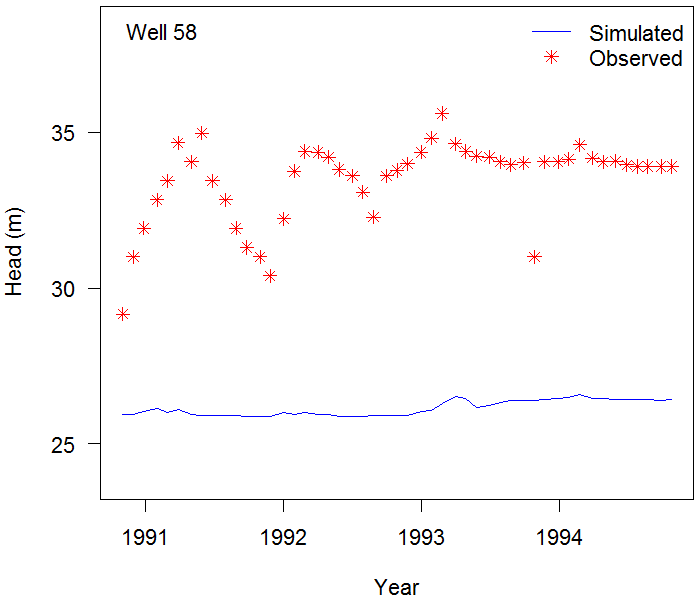 Well 58
Simulated
Observed
35
30
25
Head (m)
1991 1992 1993 1994
Year